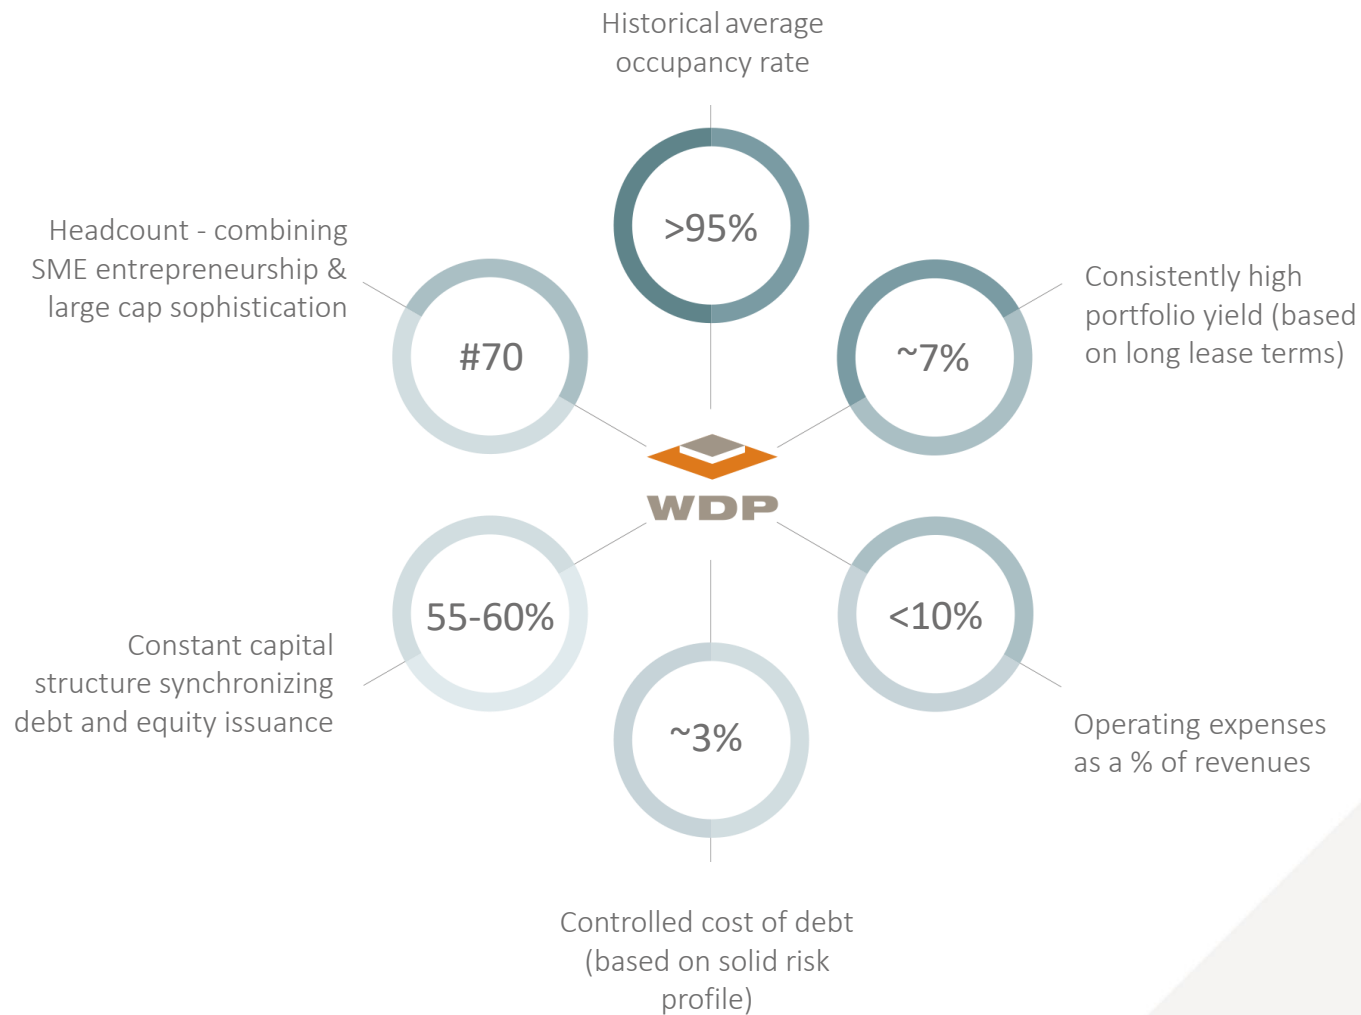 Historical average
occupancy rate
>95%
Headcount - combining
SME entrepreneurship &
large cap sophistication
#70
Consistently high
portfolio yield (based
on long lease terms)
~7%
WDP
55-60%
Constant capital
structure synchronizing
debt and equity issuance
<10%
Operating expenses
as a % of revenues
~3%
Controlled cost of debt
(based on solid risk
profile)